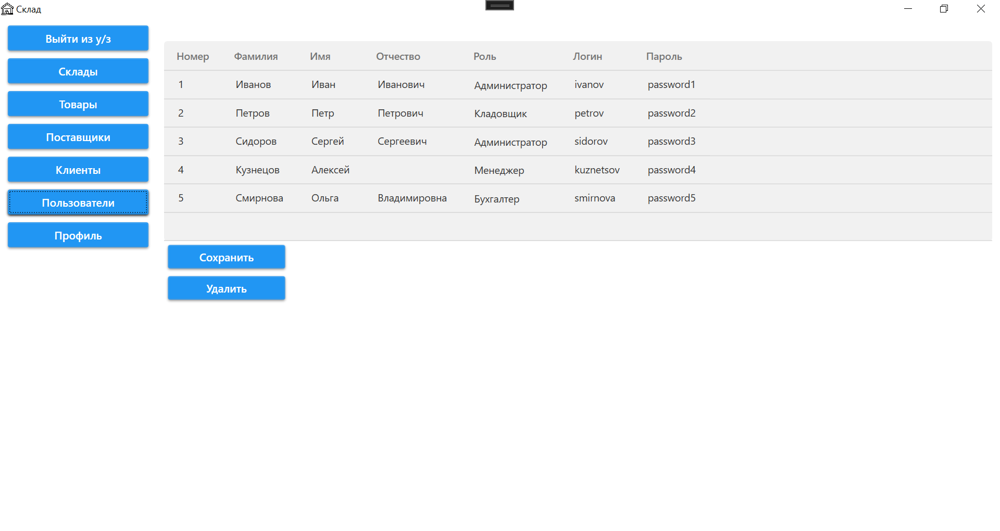 Склад
Выйти из у/з
Склады
Товары
Поставщики
Клиенты
Пользователи
Профиль
Номер Фамилия Имя Отчество Роль Логин Пароль
1 Иванов Иван Иванович Администратор ivanov password1
2 Петров Петр Петрович Кладовщик petrov password2
3 Сидоров Сергей Сергеевич Администратор sidorov password3
4 Кузнецов Алексей Менеджер kuznetsov password4
5 Смирнова Ольга Владимировна Бухгалтер smirnova password5
Сохранить
Удалить